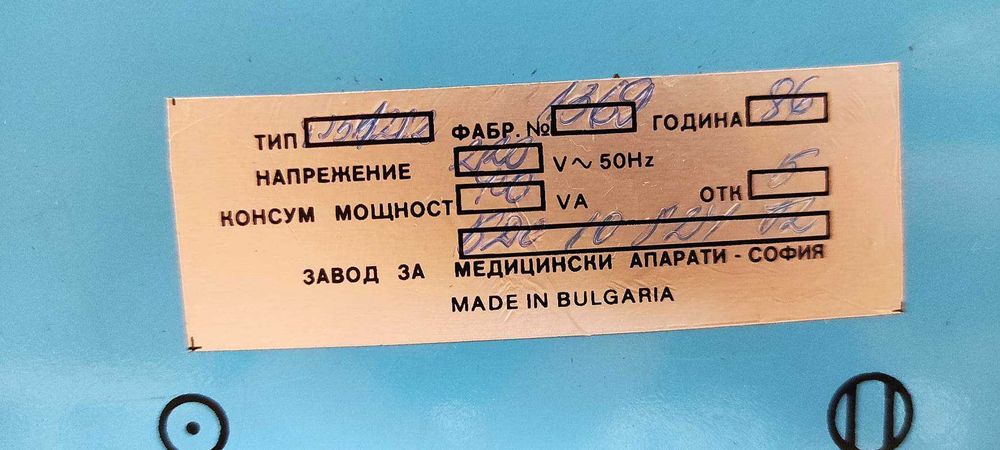 ТИП ФАБР. № 1369 ГОДИНА 86
НАПРЕЖЕНИЕ 220 V ~ 50Hz
КОНСУМ МОЩНОСТ VA ОТК
ЗАВОД ЗА МЕДИЦИНСКИ АПАРАТИ - СОФИЯ
MADE IN BULGARIA